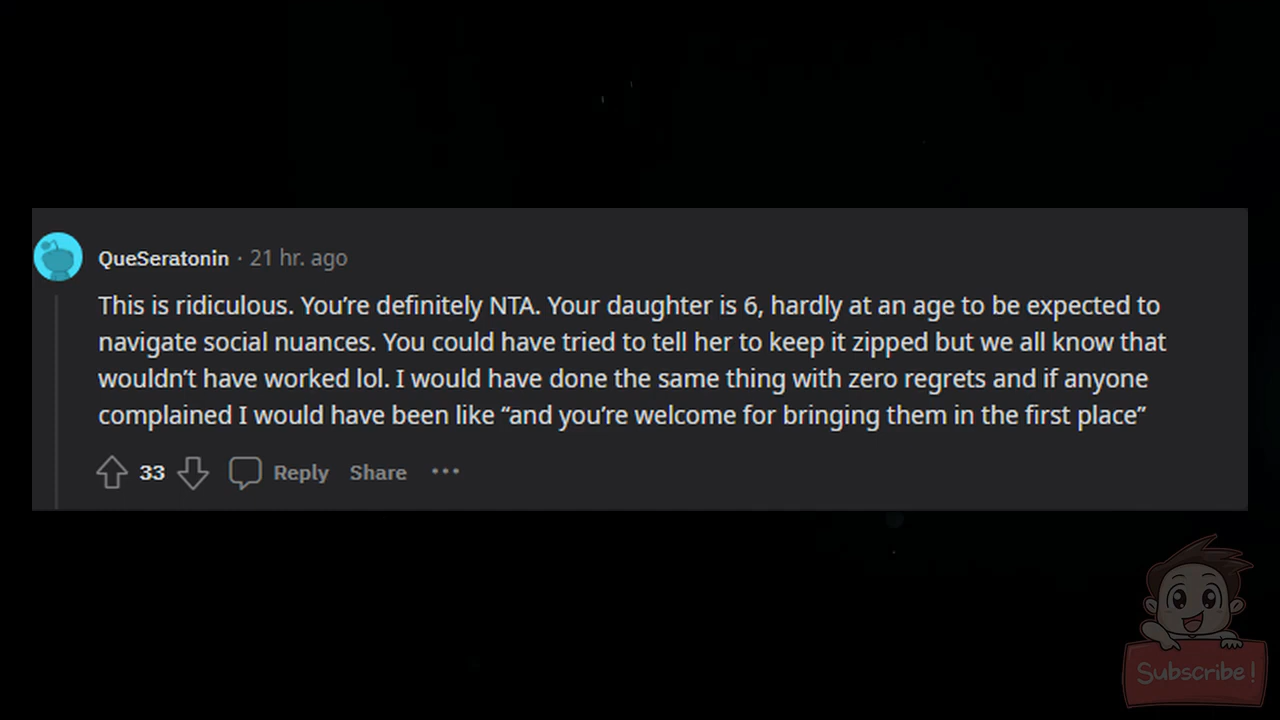 QueSeratonin · 21 hr. ago
This is ridiculous. You’re definitely NTA. Your daughter is 6, hardly at an age to be expected to
navigate social nuances. You could have tried to tell her to keep it zipped but we all know that
wouldn’t have worked lol. I would have done the same thing with zero regrets and if anyone
complained I would have been like “and you’re welcome for bringing them in the first place”
33 Reply Share •••
Subscribe!